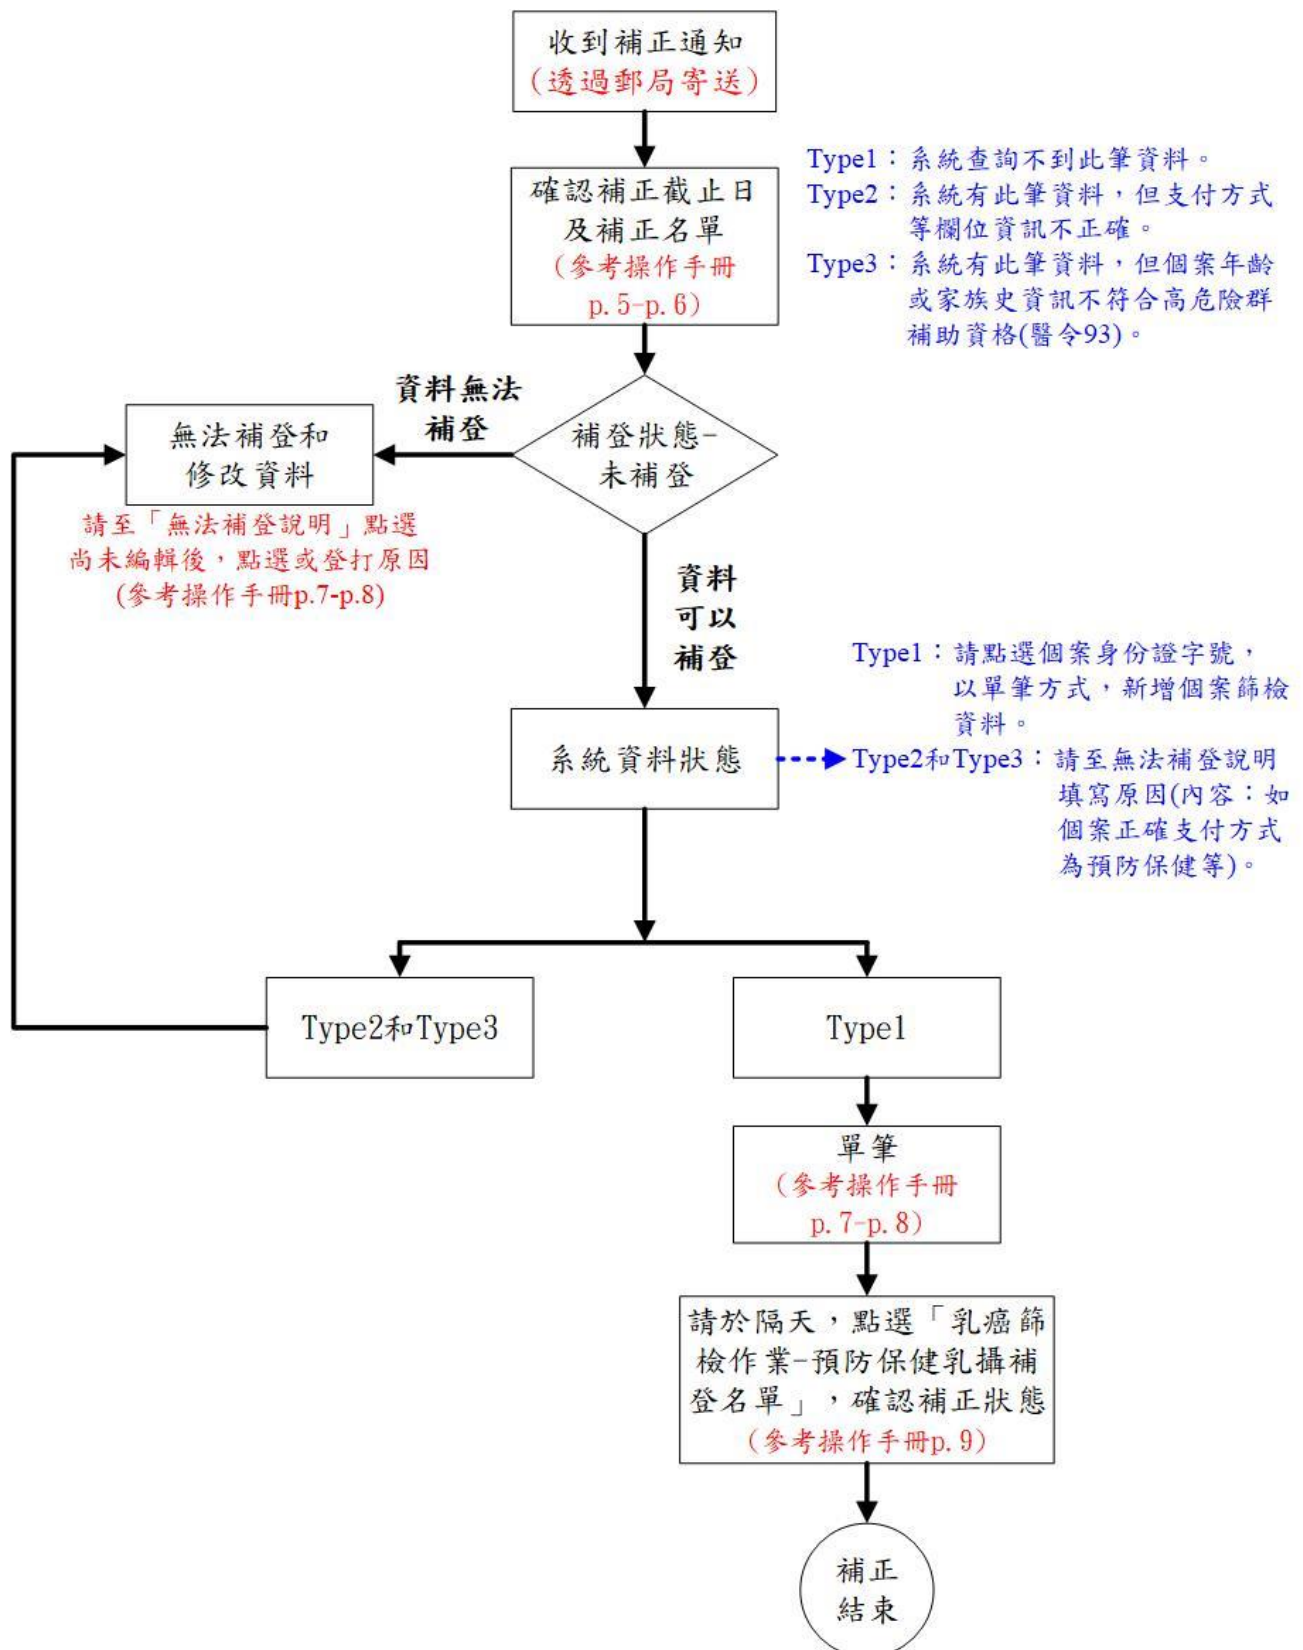 收到補正通知
(透過郵局寄送)
Type1：系統查詢不到此筆資料。
Type2：系統有此筆資料，但支付方式
等欄位資訊不正確。
Type3：系統有此筆資料，但個案年齡
或家族史資訊不符合高危險群
補助資格(醫令93)。
確認補正截止日
及補正名單
(參考操作手冊
p.5-p.6)
資料無法
補登
補登狀態-
未補登
無法補登和
修改資料
請至「無法補登說明」點選
尚未編輯後，點選或登打原因
(參考操作手冊p.7-p.8)
資料
可以
補登
Type1：請點選個案身份證字號，
以單筆方式，新增個案篩檢
資料。
系統資料狀態
Type2和Type3：請至無法補登說明
填寫原因(內容：如
個案正確支付方式
為預防保健等)。
Type2和Type3
Type1
單筆
(參考操作手冊
p.7-p.8)
請於隔天，點選「乳癌篩
檢作業-預防保健乳攝補
登名單」，確認補正狀態
(參考操作手冊p.9)
補正
結束